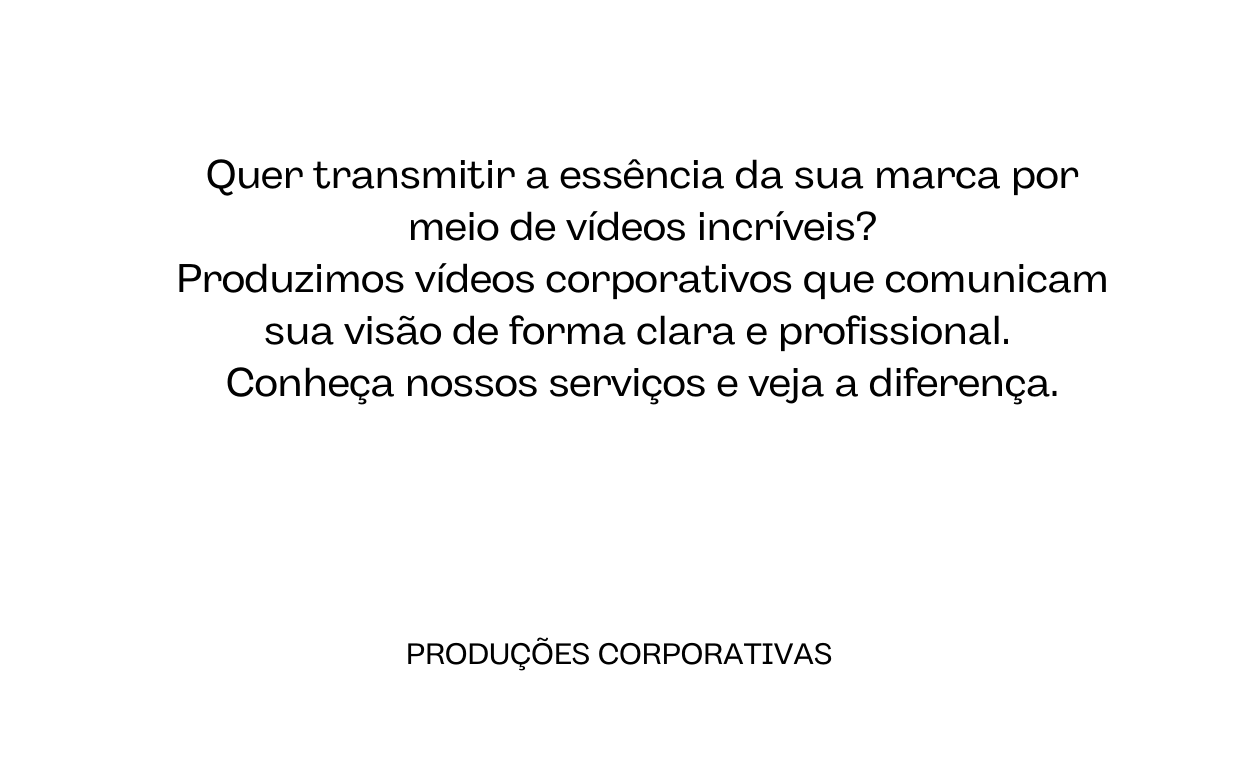 Quer transmitir a essência da sua marca por
meio de vídeos incríveis?
Produzimos vídeos corporativos que comunicam
sua visão de forma clara e profissional.
Conheça nossos serviços e veja a diferença.
PRODUÇÕES CORPORATIVAS